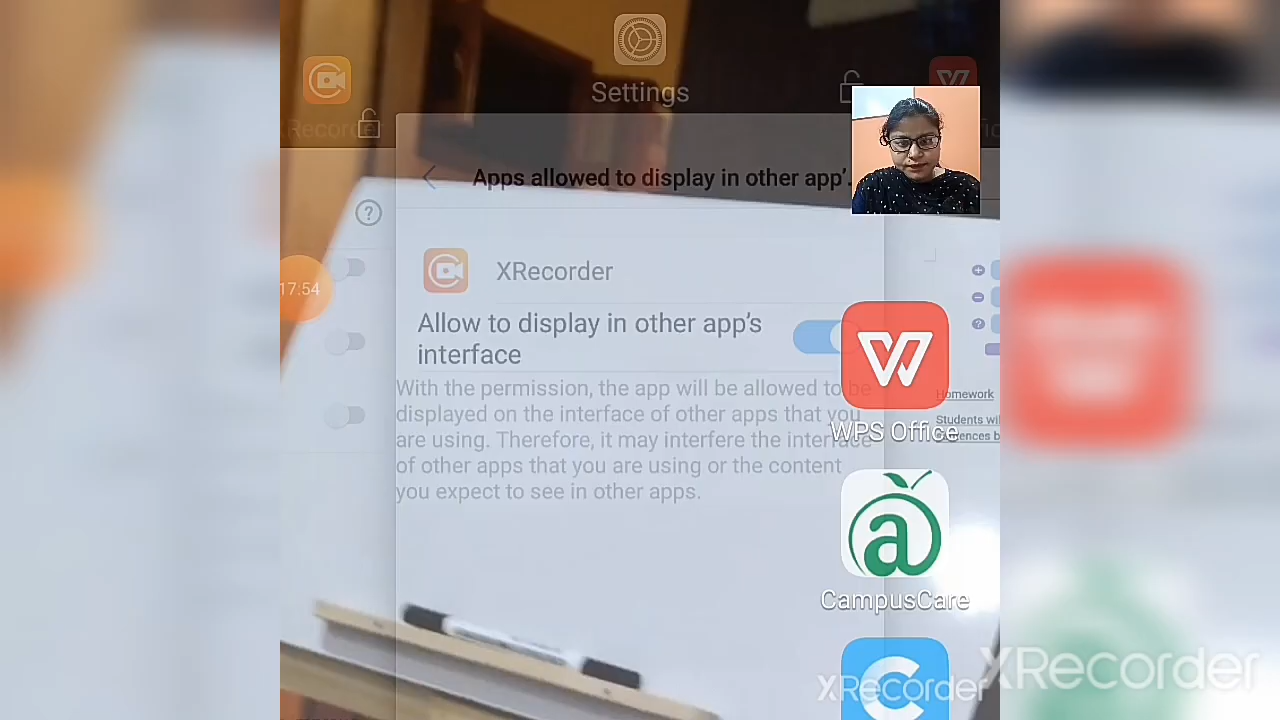 Settings
XRecorde
Apps allowed to display in other app'.
17:54
XRecorder
Allow to display in other app's
interface
With the permission, the app will be allowed to be
displayed on the interface of other apps that you
are using. Therefore, it may interfere the interface
of other apps that you are using or the content
you expect to see in other apps.
WPS Office
Homework
Students wil
CampusCare
XRecorder
XRecorder